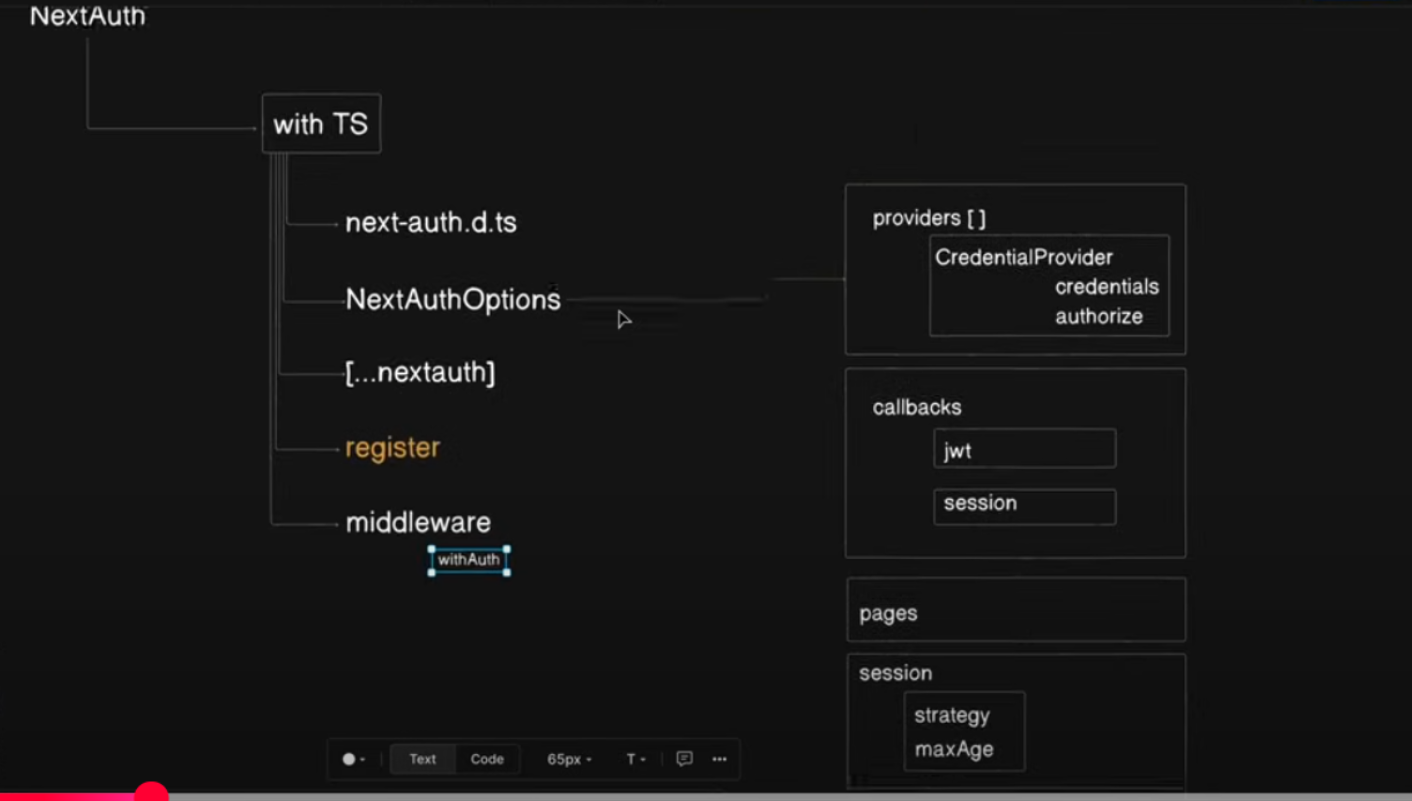 NextAuth
with TS
next-auth.d.ts
NextAuthOptions
[...nextauth]
register
middleware
withAuth
providers [ ]
CredentialProvider
credentials
authorize
callbacks
jwt
session
pages
session
strategy
maxAge
Text Code 65px T